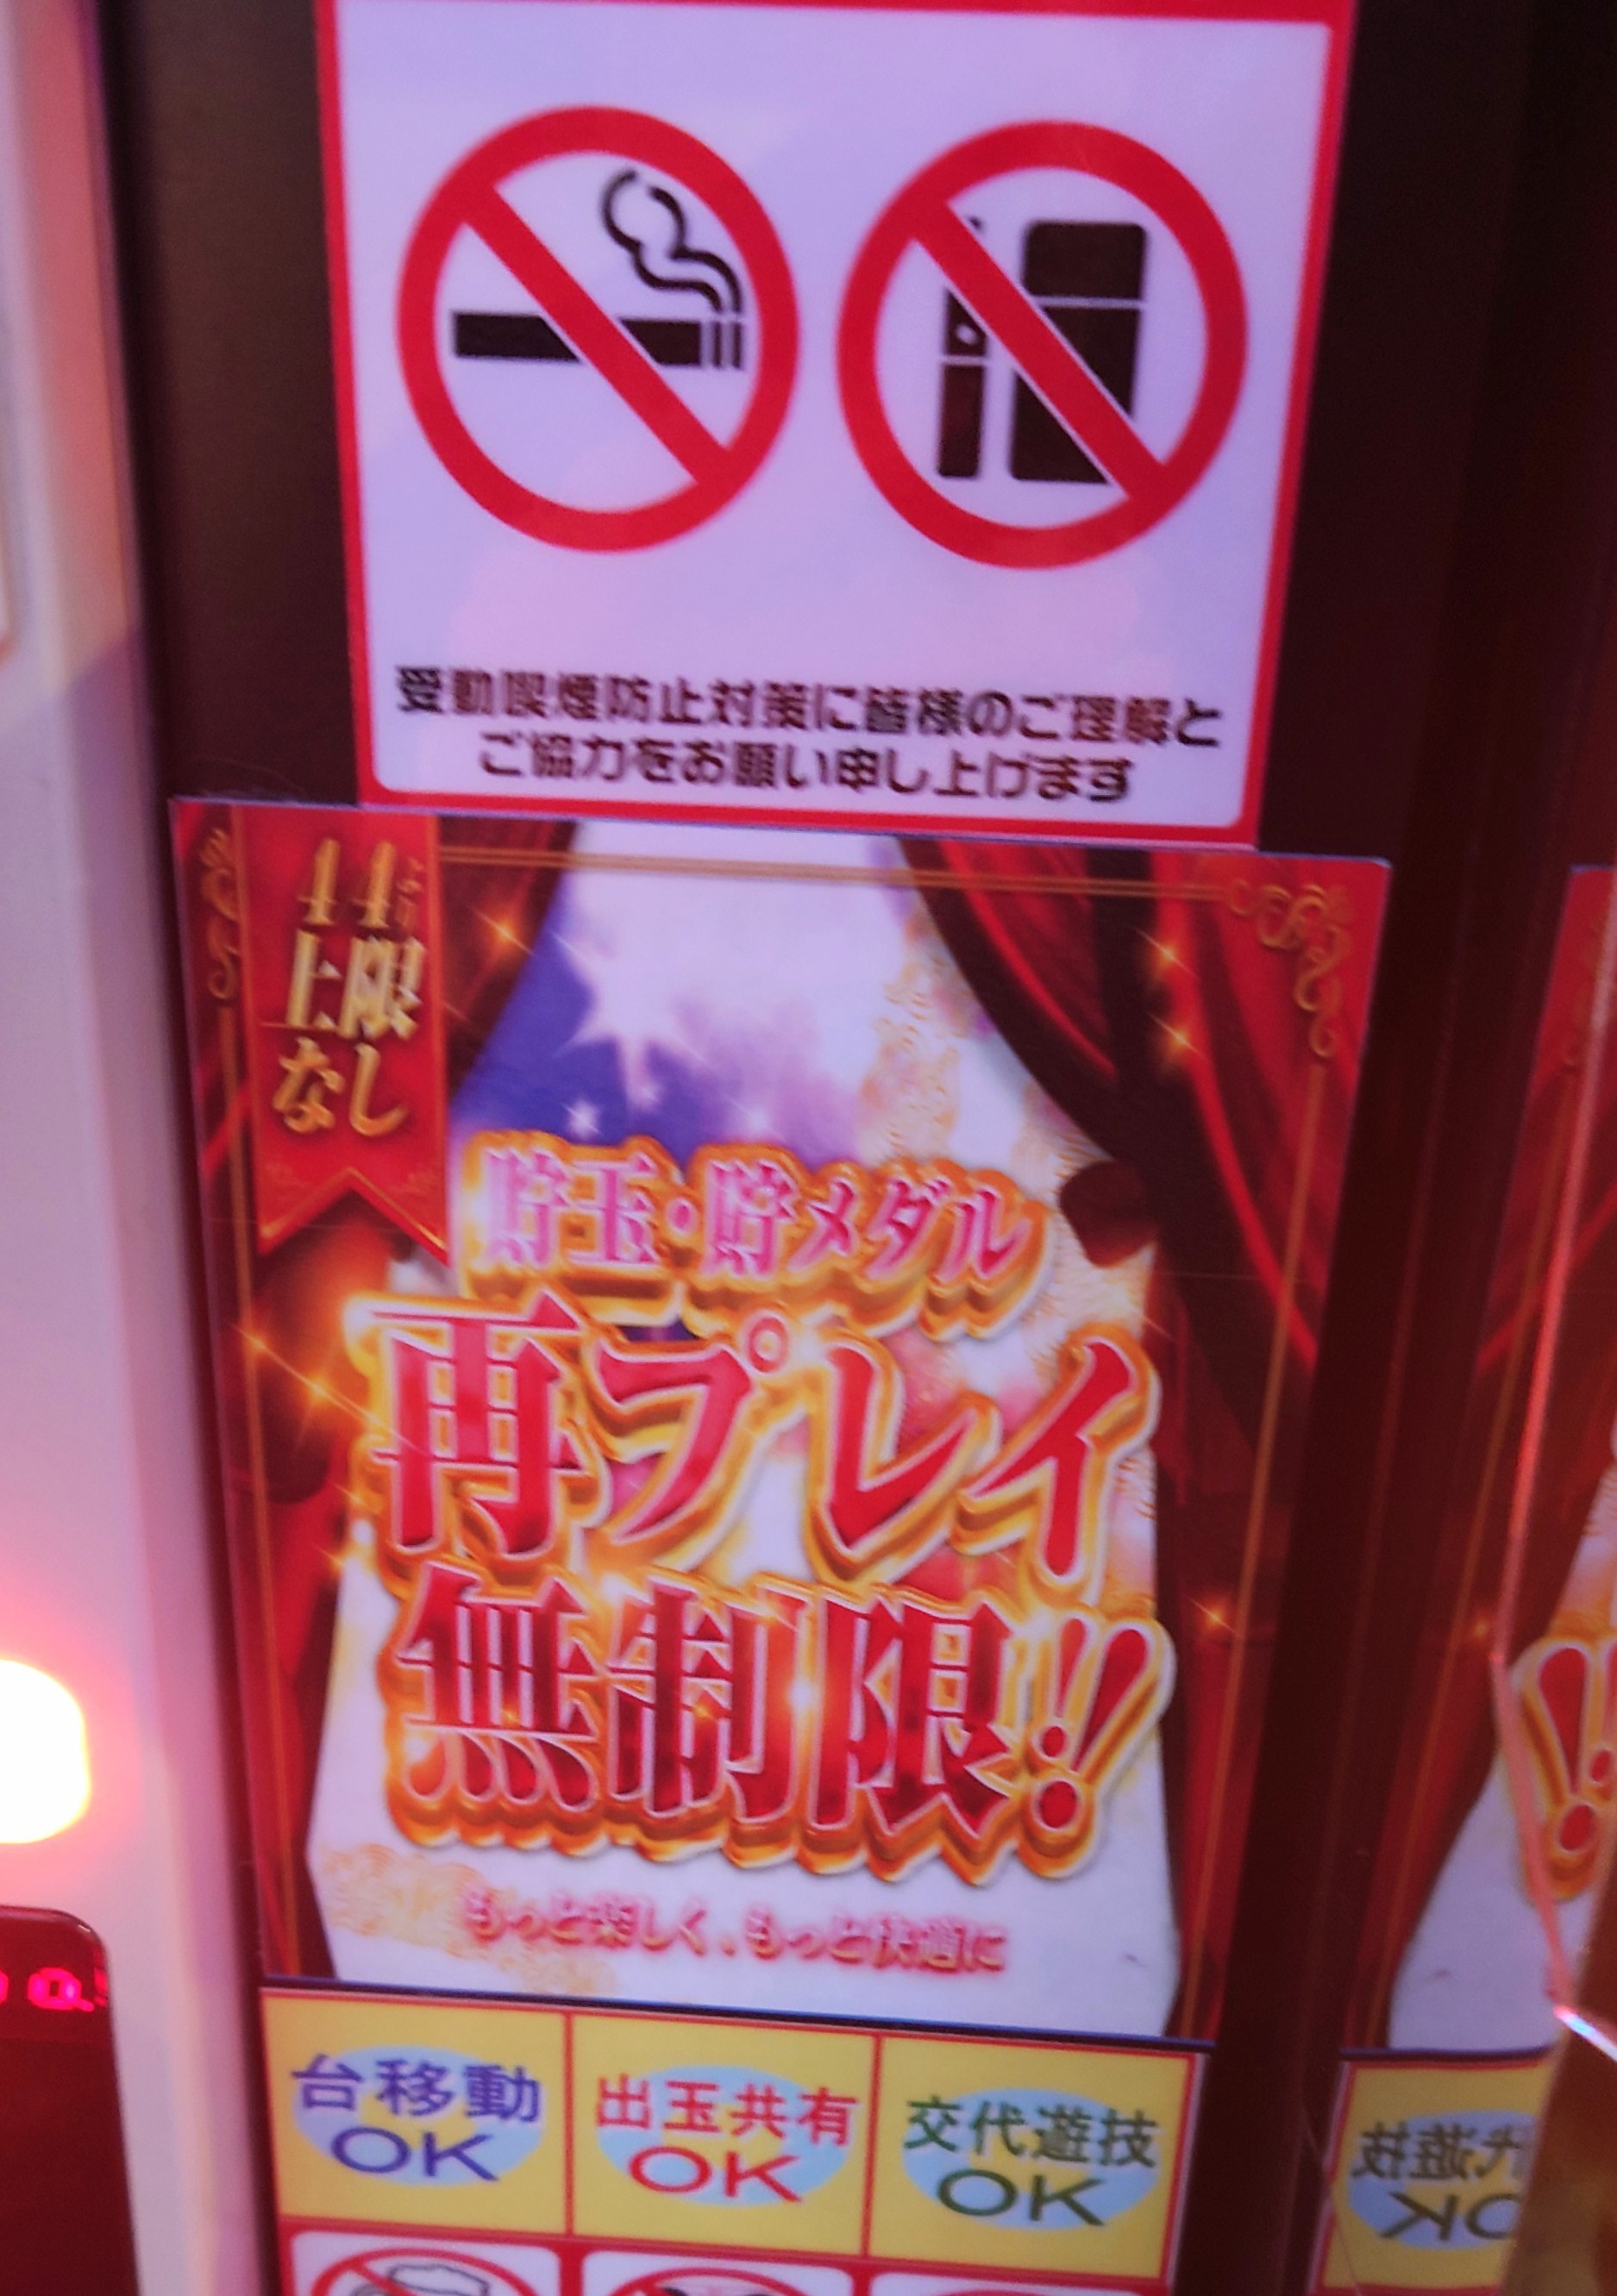 受動喫煙防止対策に皆様のご理解と
ご協力をお願い申し上げます
上限
なし
貯玉・貯メダル
再プレイ
無制限!!
もっと楽しく、もっと快適に
台移動
OK
出玉共有
OK
交代遊技
OK